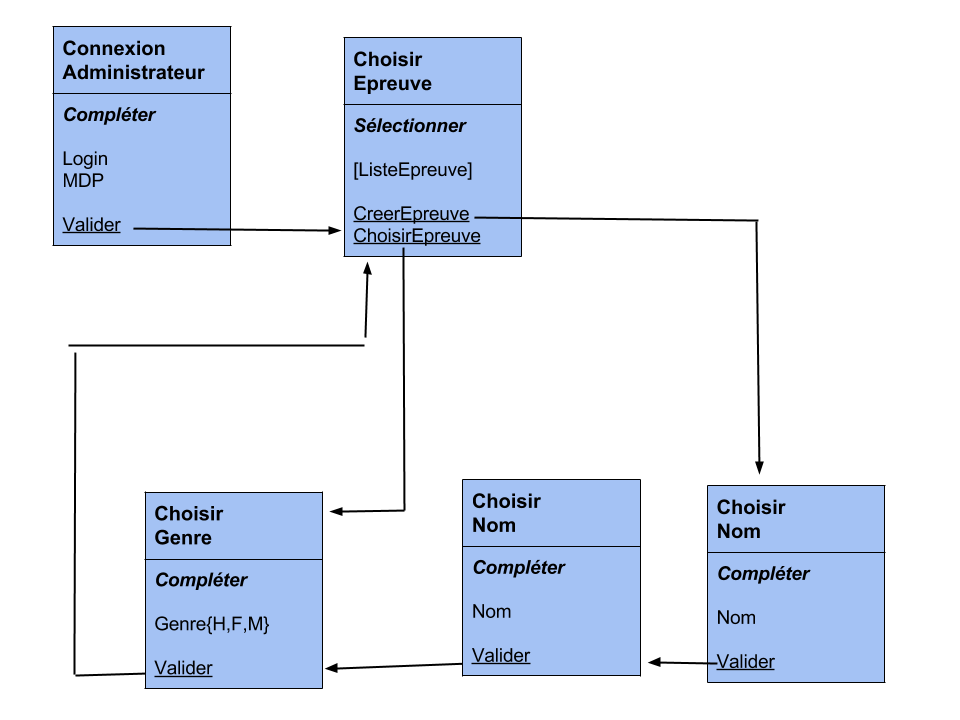 Connexion
Administrateur
Compléter
Login
MDP
Valider
Choisir
Epreuve
Sélectionner
[ListeEpreuve]
CreerEpreuve
ChoisirEpreuve
Choisir
Genre
Compléter
Genre{H,F,M}
Valider
Choisir
Nom
Compléter
Nom
Valider
Choisir
Nom
Compléter
Nom
Valider